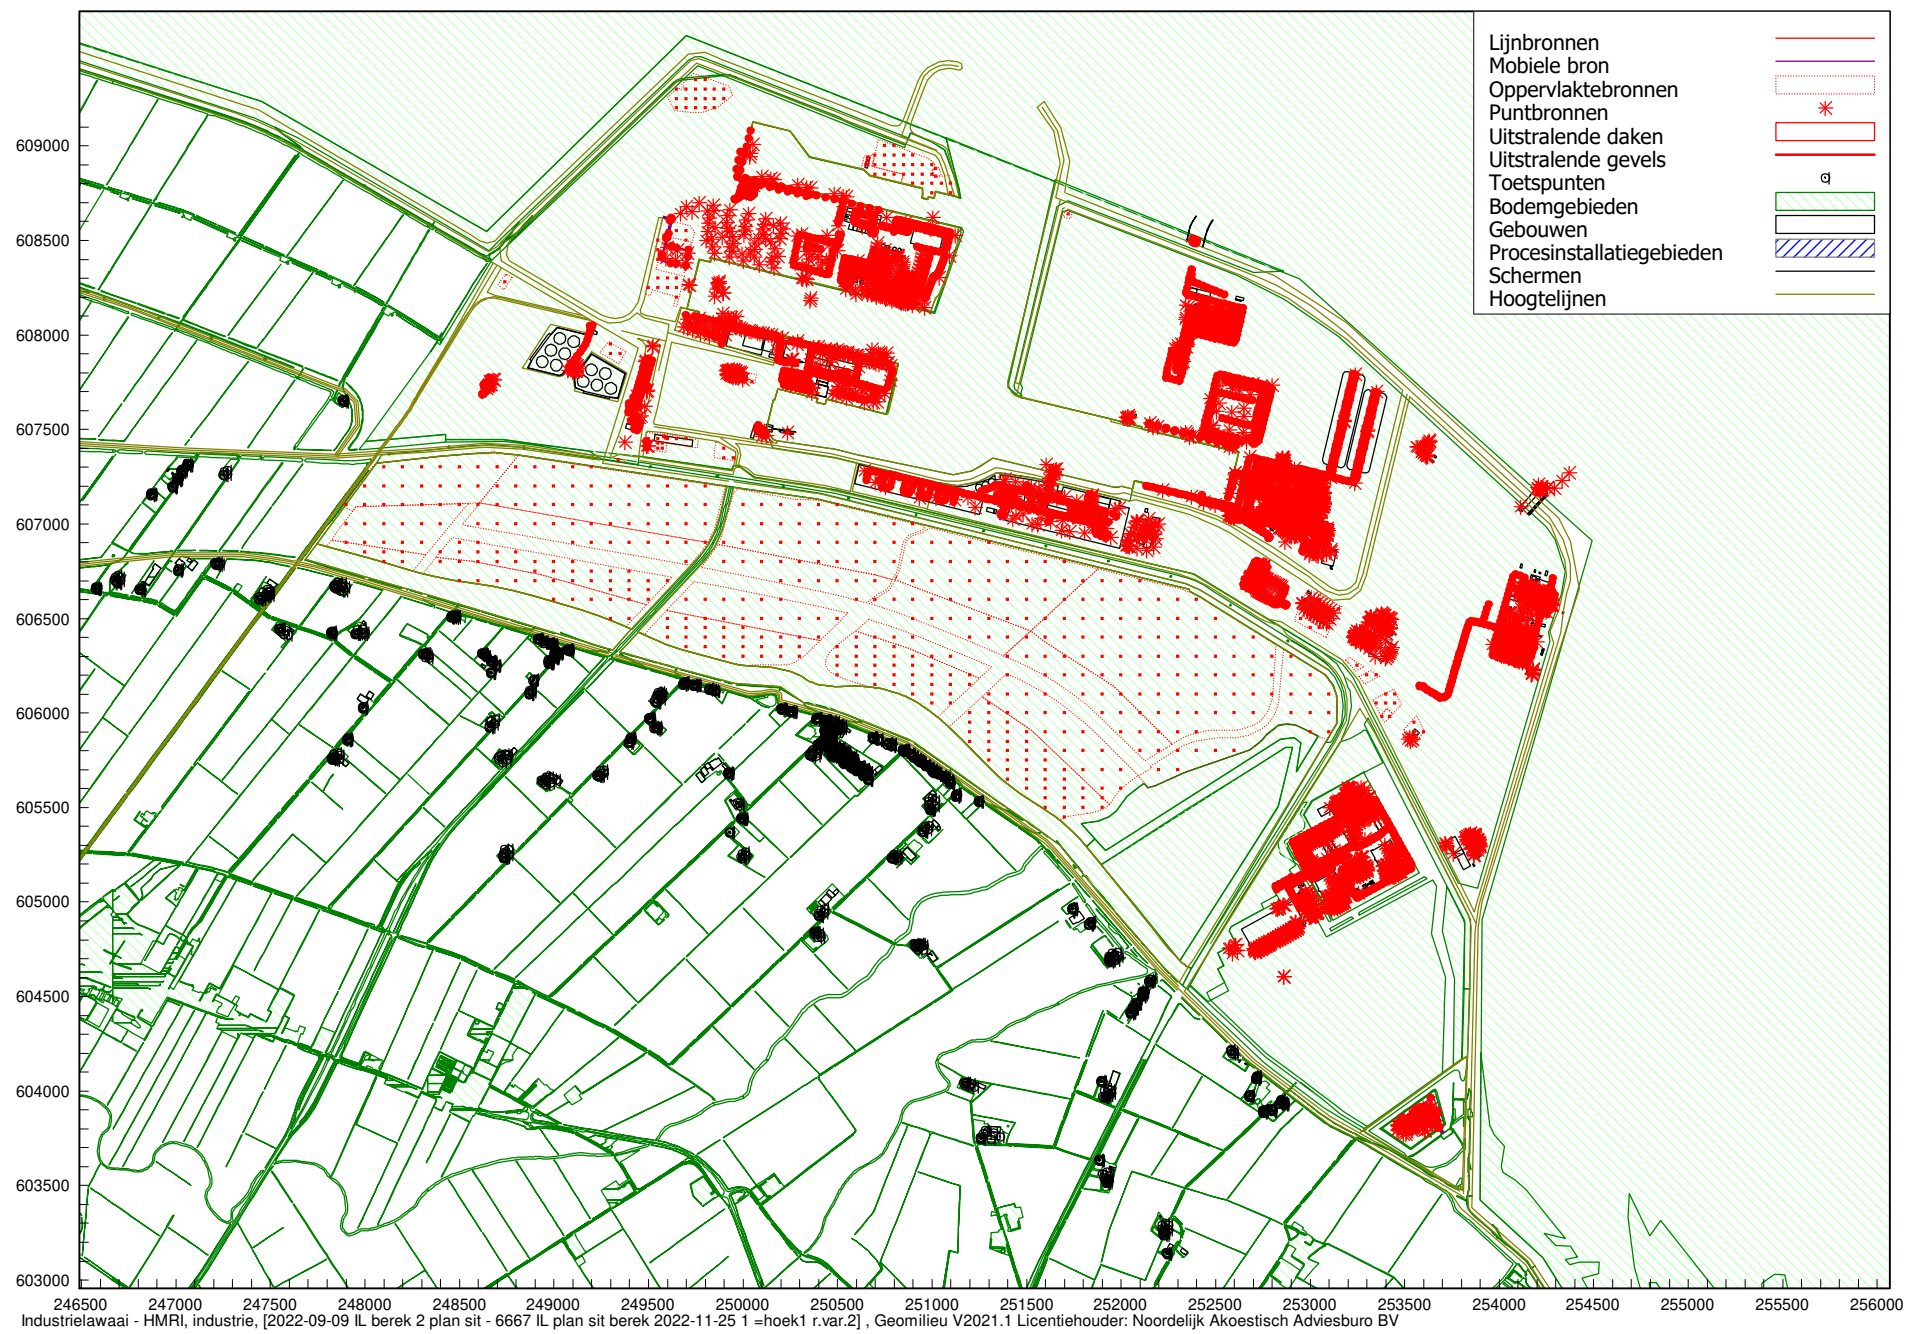 Lijnbronnen
Mobiele bron
Oppervlaktebronnen
Puntbronnen
Uitstralende daken
Uitstralende gevels
Toetspunten
Bodemgebieden
Gebouwen
Procesinstallatiegebieden
Schermen
Hoogtelijnen
609000
608500
608000
607500
607000
606500
606000
605500
605000
604500
604000
603500
603000
246500 247000 247500 248000 248500 249000 249500 250000 250500 251000 251500 252000 252500 253000 253500 254000 254500 255000 255500 256000
Industrielawaai - HMRI, industrie, [2022-09-09 IL berek 2 plan sit - 6667 IL plan sit berek 2022-11-25 1 =hoek1 r.var.2] , Geomilieu V2021.1 Licentiehouder: Noordelijk Akoestisch Adviesburo BV